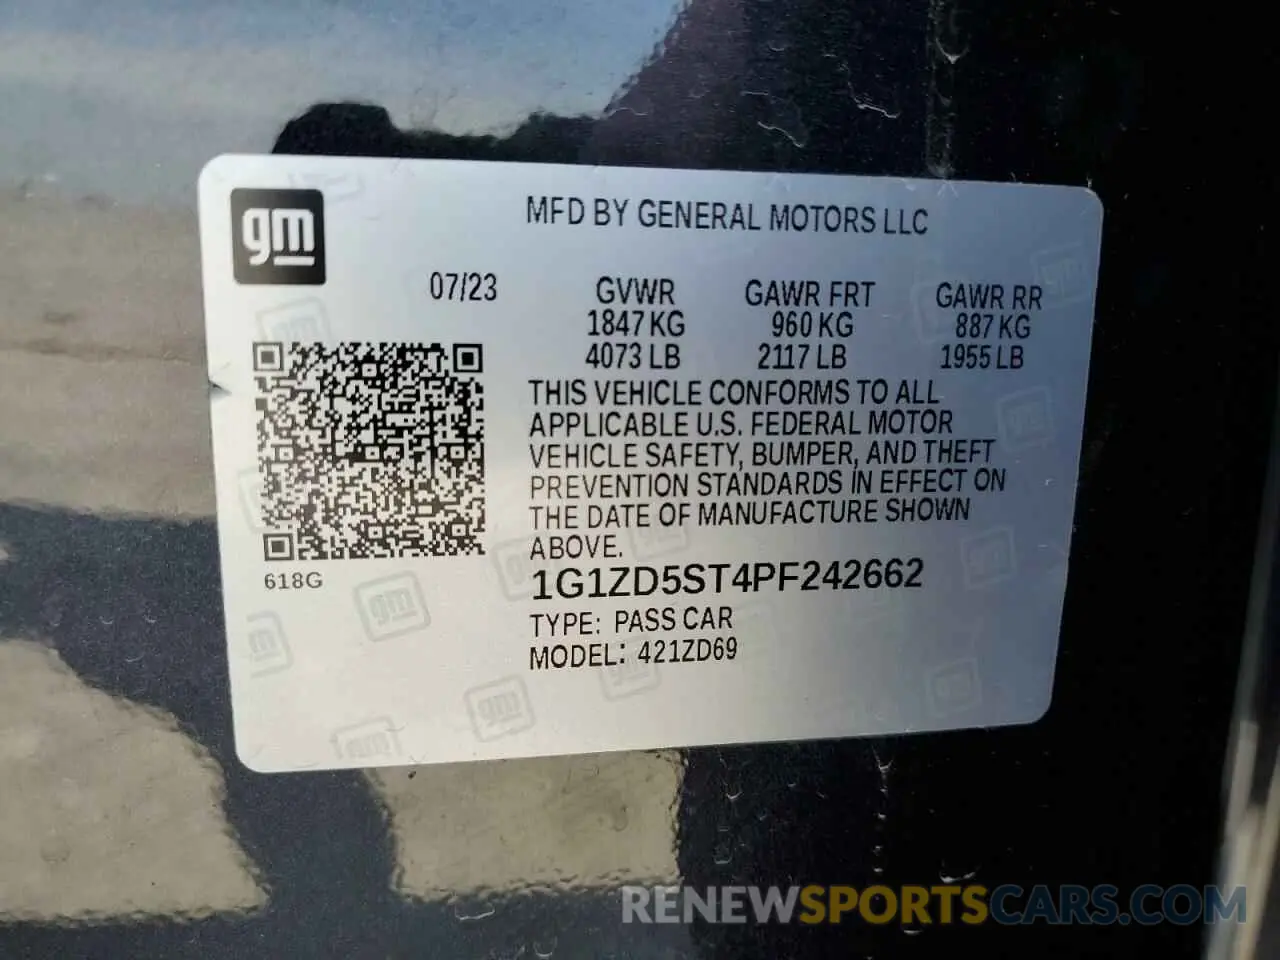 gm
MFD BY GENERAL MOTORS LLC
07/23 GVWR GAWR FRT GAWR RR
1847 KG 960 KG 887 KG
4073 LB 2117 LB 1955 LB
THIS VEHICLE CONFORMS TO ALL
APPLICABLE U.S. FEDERAL MOTOR
VEHICLE SAFETY, BUMPER, AND THEFT
PREVENTION STANDARDS IN EFFECT ON
THE DATE OF MANUFACTURE SHOWN
ABOVE.
618G
1G1ZD5ST4PF242662
TYPE: PASS CAR
MODEL: 421ZD69
RENEWSPORTSCARS.COM